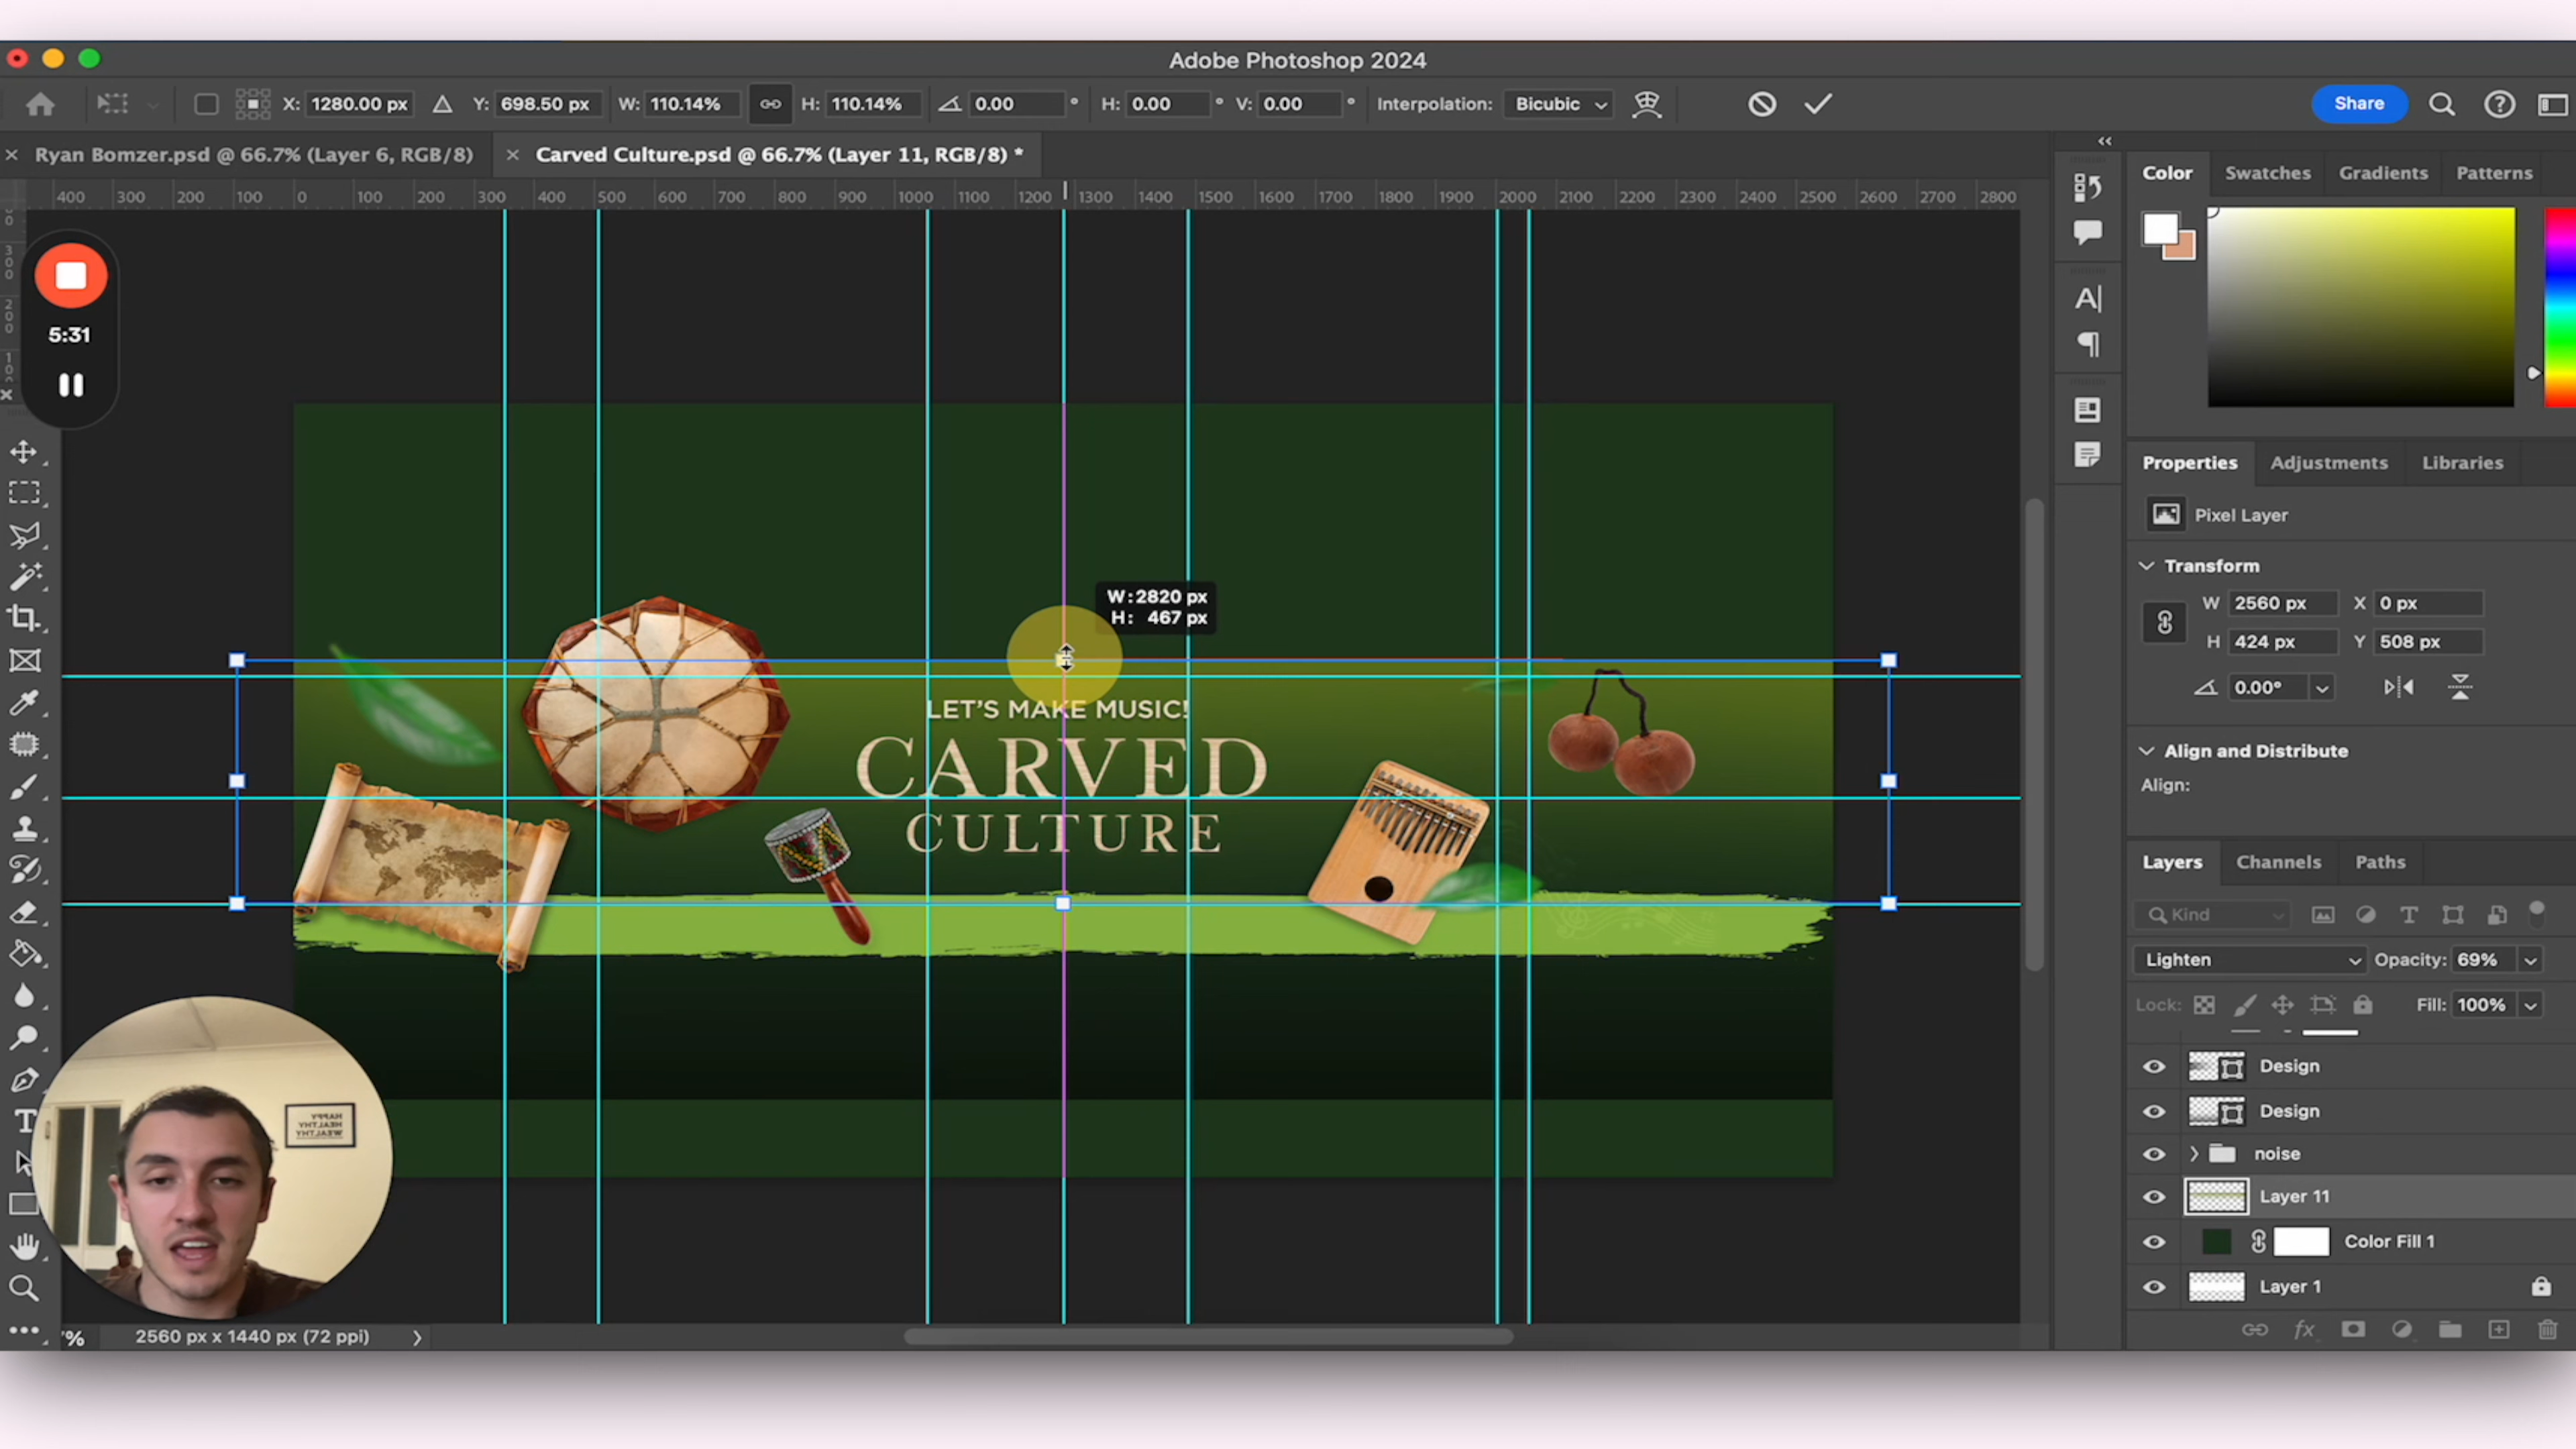 Adobe Photoshop 2024
X: 1280.00 px Y: 698.50 px W: 110.14% H: 110.14% 0.00 ° H: 0.00 ° V: 0.00 ° Interpolation: Bicubic
Share
Ryan Bomzer.psd @ 66.7% (Layer 6, RGB/8)
Carved Culture.psd @ 66.7% (Layer 11, RGB/8) *
400 300 200 100 0 100 200 300 400 500 600 700 800 900 1000 1100 1200 1300 1400 1500 1600 1700 1800 1900 2000 2100 2200 2300 2400 2500 2600 2700 2800
5:31
W: 2820 px
H: 467 px
LET'S MAKE MUSIC!
CARVED
CULTURE
HAPPY
HEALTHY
WEALTHY
% 2560 px x 1440 px (72 ppi)
Color Swatches Gradients Patterns
Properties Adjustments Libraries
Pixel Layer
Transform
W 2560 px X 0 px
H 424 px Y 508 px
0.00°
Align and Distribute
Align:
Layers Channels Paths
Kind
Lighten Opacity: 69%
Lock: Fill: 100%
Design
Design
noise
Layer 11
Color Fill 1
Layer 1
fx